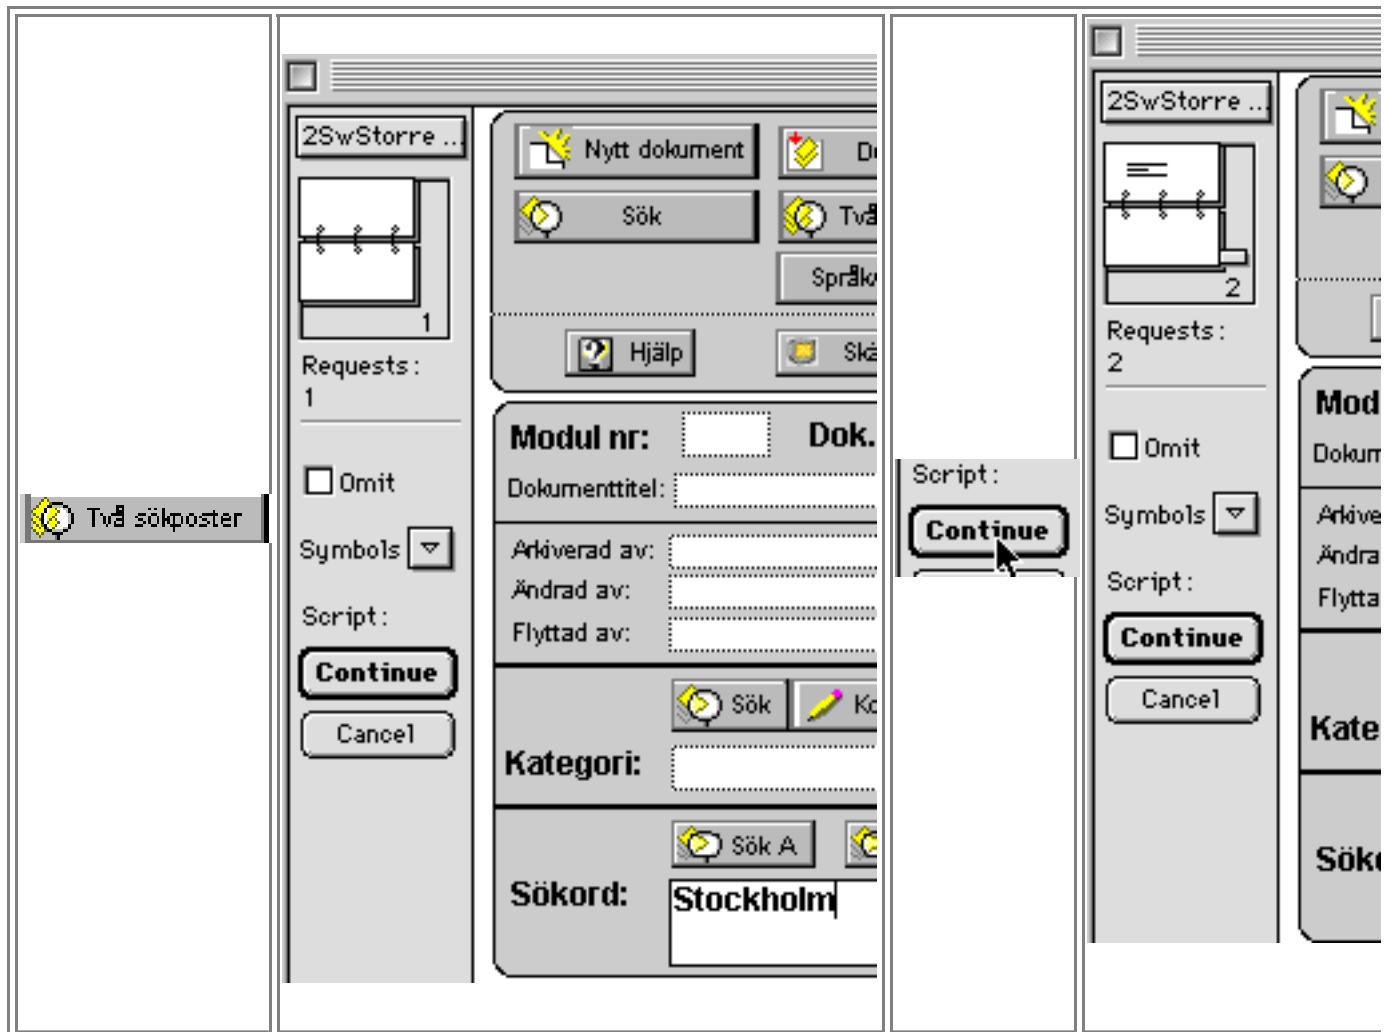 Två sökposter
2SwStorre ...
1
Requests:
1
Omit
Symbols
Script:
Continue
Cancel
Nytt dokument
Sök
Två
Hjälp
Modul nr:
Dok.
Dokumenttitel:
Arkiverad av:
Ändrad av:
Flyttad av:
Sök
Kategori:
Sök A
Sökord:
Stockholm
Script:
Continue
2SwStorre ...
2
Requests:
2
Omit
Symbols
Script:
Continue
Cancel